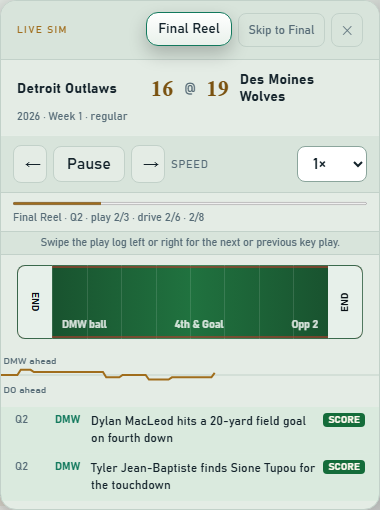 LIVE SIM
Final Reel
Skip to Final
×
Detroit Outlaws
16 @ 19
Des Moines
Wolves
2026 · Week 1 · regular
←
Pause
→
SPEED
1×
Final Reel · Q2 · play 2/3 · drive 2/6 · 2/8
Swipe the play log left or right for the next or previous key play.
END
DMW ball
4th & Goal
Opp 2
END
DMW ahead
DO ahead
Q2 DMW Dylan MacLeod hits a 20-yard field goal SCORE
on fourth down
Q2 DMW Tyler Jean-Baptiste finds Sione Tupou for SCORE
the touchdown